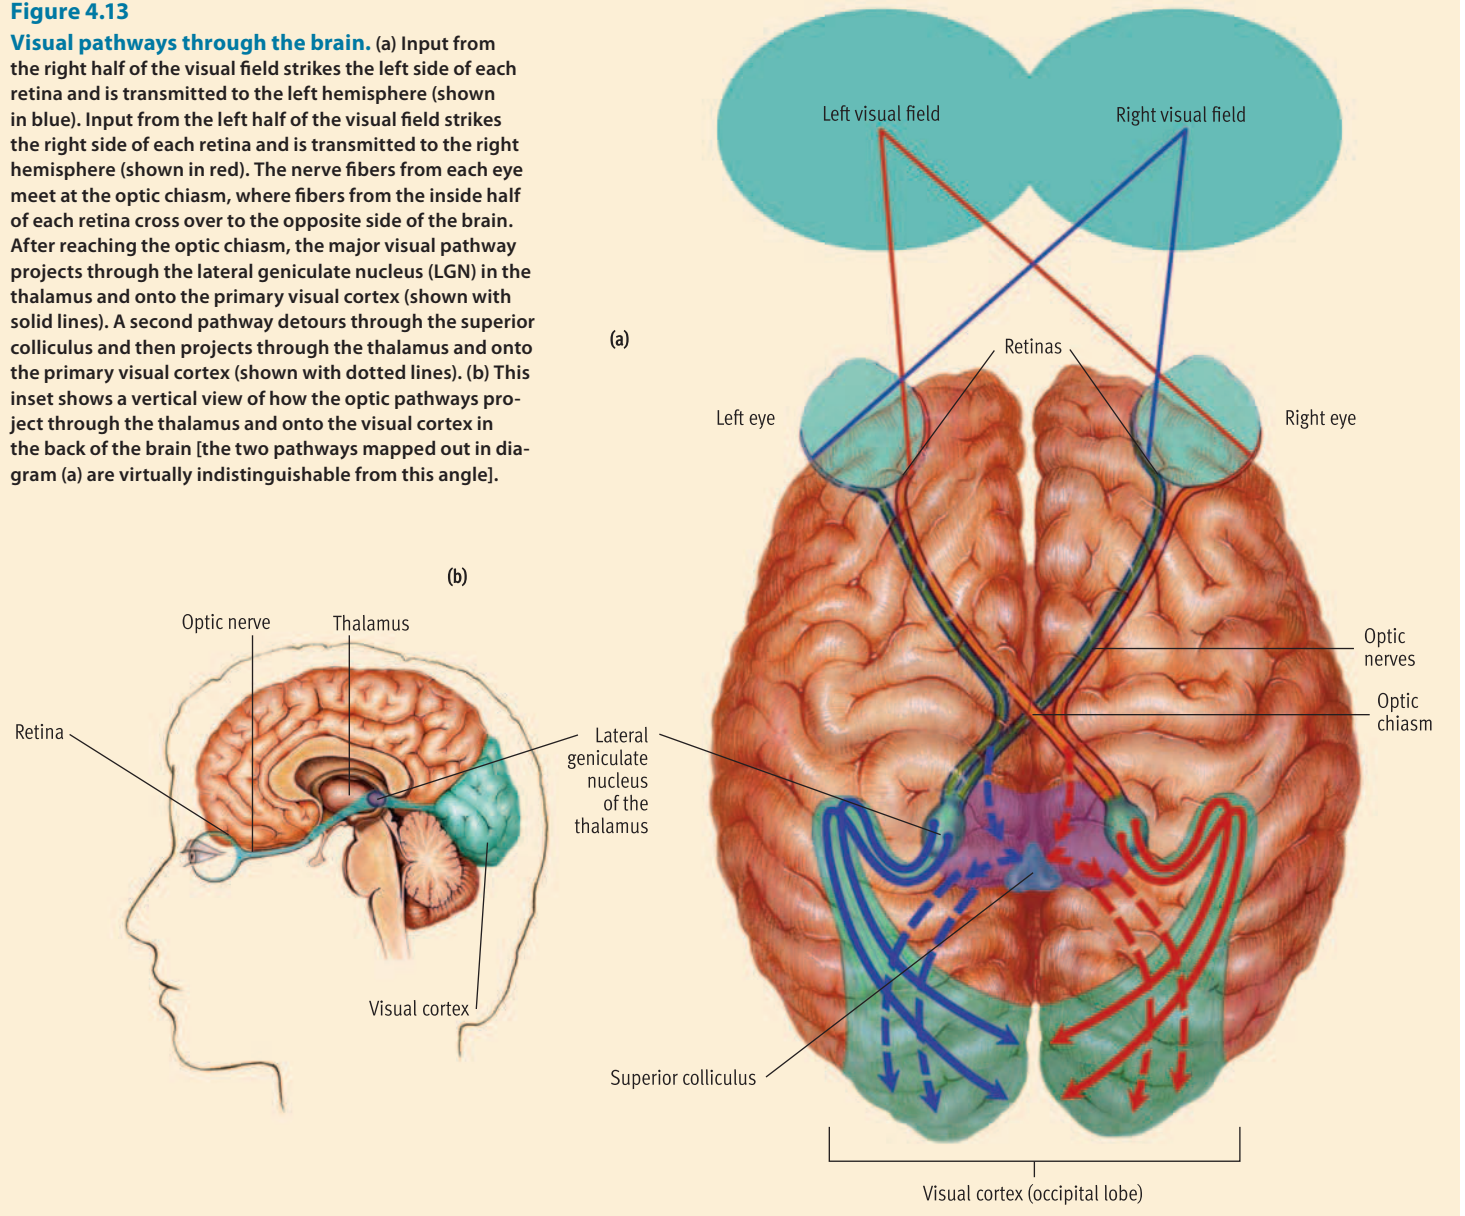 Figure 4.13
Visual pathways through the brain. (a) Input from
the right half of the visual field strikes the left side of each
retina and is transmitted to the left hemisphere (shown
in blue). Input from the left half of the visual field strikes
the right side of each retina and is transmitted to the right
hemisphere (shown in red). The nerve fibers from each eye
meet at the optic chiasm, where fibers from the inside half
of each retina cross over to the opposite side of the brain.
After reaching the optic chiasm, the major visual pathway
projects through the lateral geniculate nucleus (LGN) in the
thalamus and onto the primary visual cortex (shown with
solid lines). A second pathway detours through the superior
colliculus and then projects through the thalamus and onto
the primary visual cortex (shown with dotted lines). (b) This
inset shows a vertical view of how the optic pathways pro-
ject through the thalamus and onto the visual cortex in
the back of the brain [the two pathways mapped out in dia-
gram (a) are virtually indistinguishable from this angle].
(a)
Left visual field
Right visual field
Retinas
Left eye
Right eye
Optic
nerves
Optic
chiasm
(b)
Optic nerve
Thalamus
Retina
Lateral
geniculate
nucleus
of the
thalamus
Visual cortex
Superior colliculus
Visual cortex (occipital lobe)